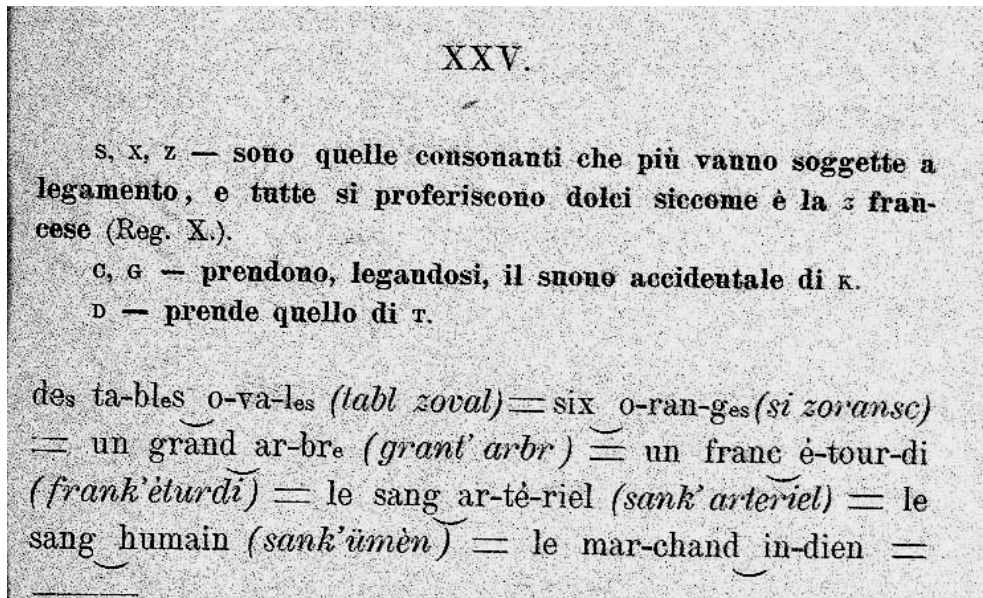 XXV.
s, x, z — sono quelle consonanti che più vanno soggette a
legamento, e tutte si proferiscono dolci siccome è la z fran-
cese (Reg. X.).
c, g — prendono, legandosi, il suono accidentale di k.
d — prende quello di t.
des ta-bles‿o-va-les (tabl zoval) = six‿o-ran-ges (si zoransc)
= un grand‿ar-bre (grant' arbr) = un franc‿é-tour-di
(frank'éturdi) = le sang‿ar-té-riel (sank' arteriel) = le
sang‿humain (sank'ümèn) = le mar-chand‿in-dien =